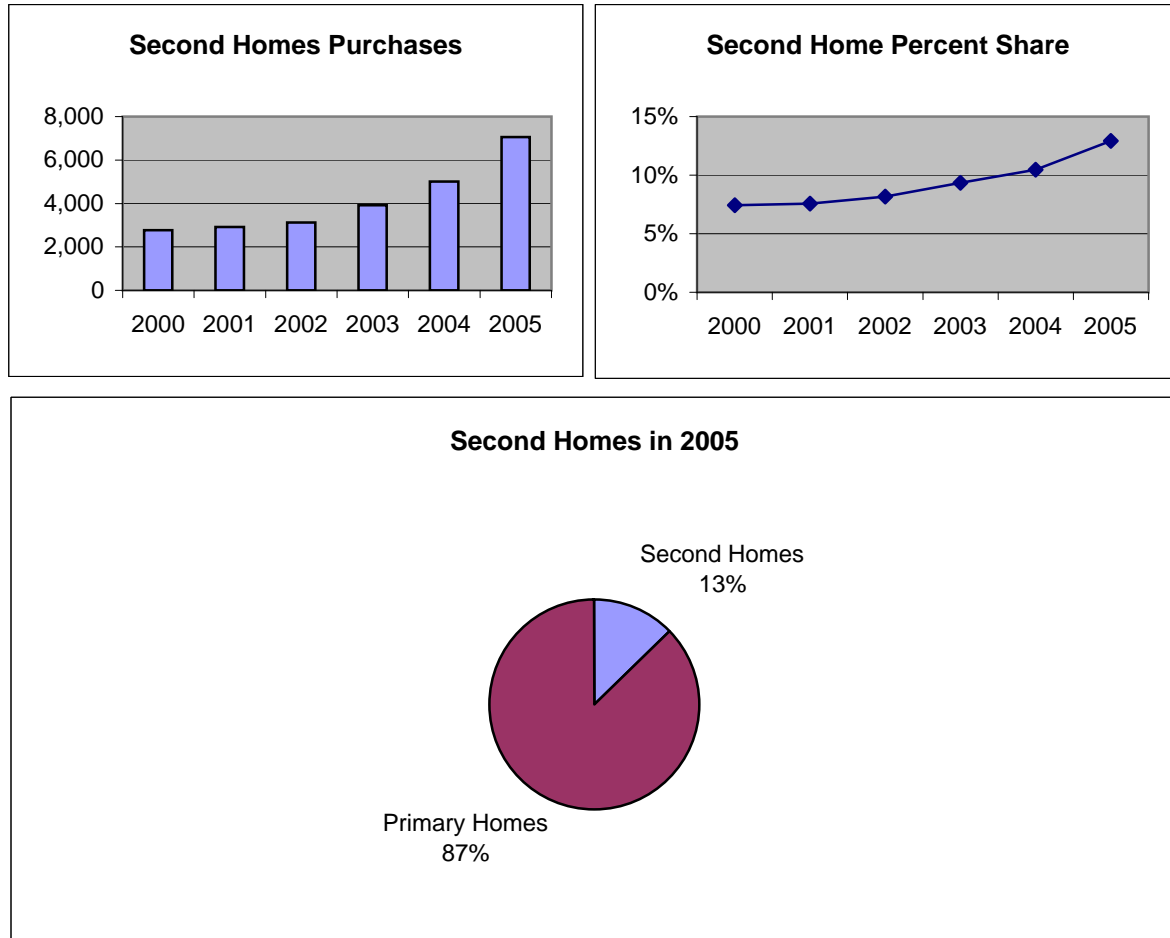 Second Homes Purchases
8,000
6,000
4,000
2,000
0
2000 2001 2002 2003 2004 2005
Second Home Percent Share
15%
10%
5%
0%
2000 2001 2002 2003 2004 2005
Second Homes in 2005
Second Homes
13%
Primary Homes
87%